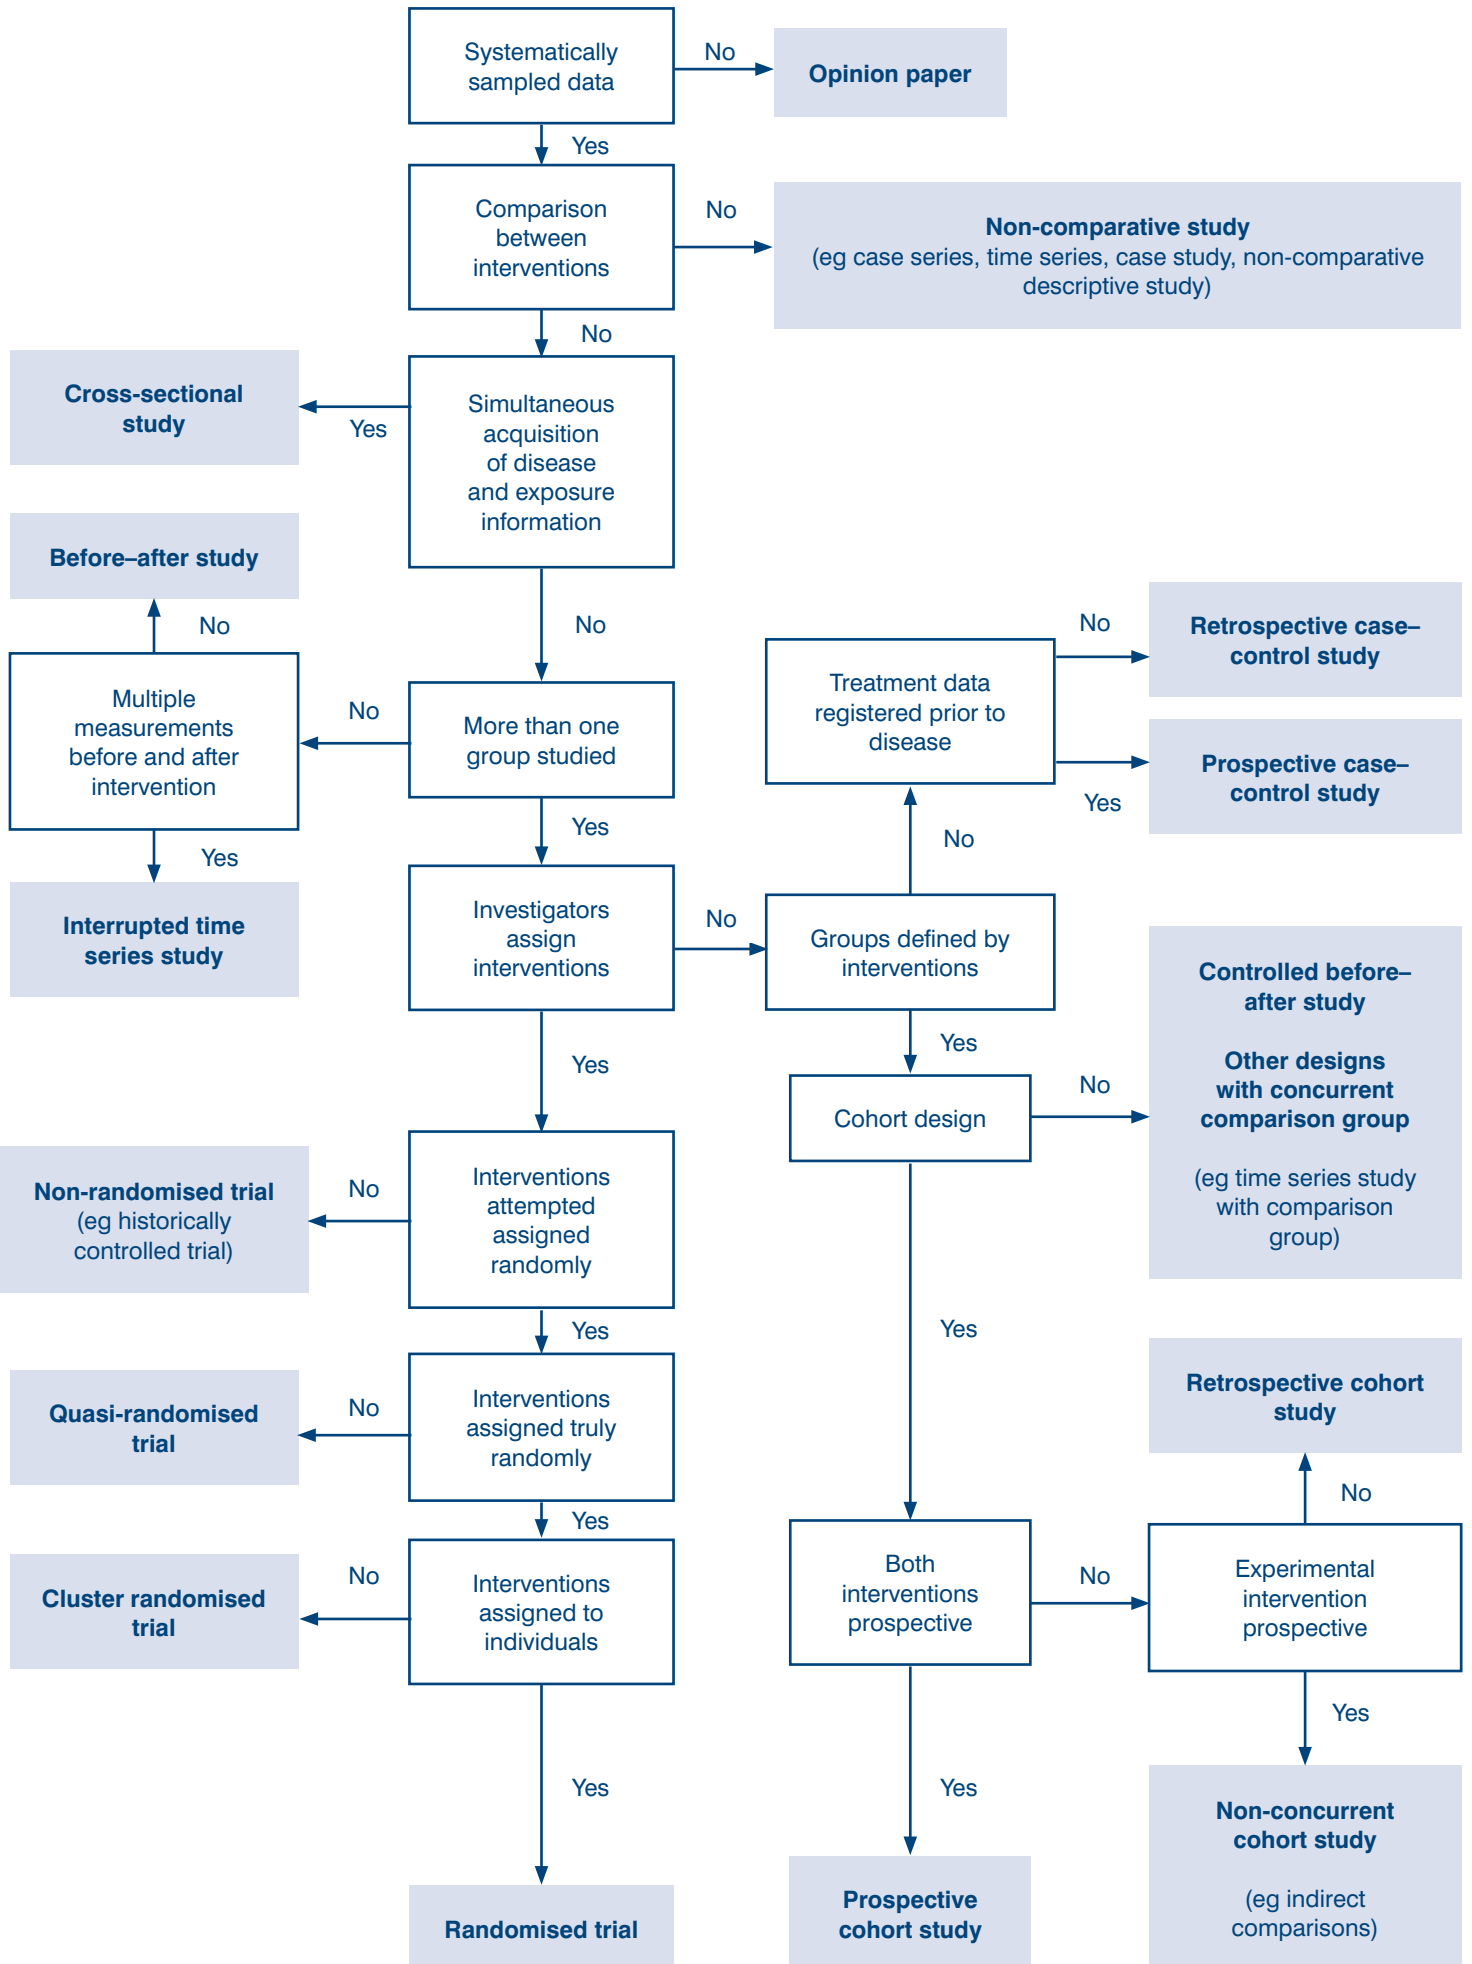 Systematically
sampled data
No
Opinion paper
Yes
Comparison
between
interventions
No
Non-comparative study
(eg case series, time series, case study, non-comparative
descriptive study)
No
Cross-sectional
study
Yes
Simultaneous
acquisition
of disease
and exposure
information
Before–after study
No
No
Multiple
measurements
before and after
intervention
No
More than one
group studied
Treatment data
registered prior to
disease
No
Retrospective case–
control study
Yes
Prospective case–
control study
Yes
Interrupted time
series study
Yes
Investigators
assign
interventions
No
Groups defined by
interventions
No
Yes
Cohort design
No
Controlled before–
after study
Other designs
with concurrent
comparison group
(eg time series study
with comparison
group)
Yes
Non-randomised trial
(eg historically
controlled trial)
No
Interventions
attempted
assigned
randomly
Yes
Yes
Quasi-randomised
trial
No
Interventions
assigned truly
randomly
Retrospective cohort
study
No
Yes
Cluster randomised
trial
No
Interventions
assigned to
individuals
Both
interventions
prospective
No
Experimental
intervention
prospective
Yes
Yes
Yes
Randomised trial
Prospective
cohort study
Non-concurrent
cohort study
(eg indirect
comparisons)